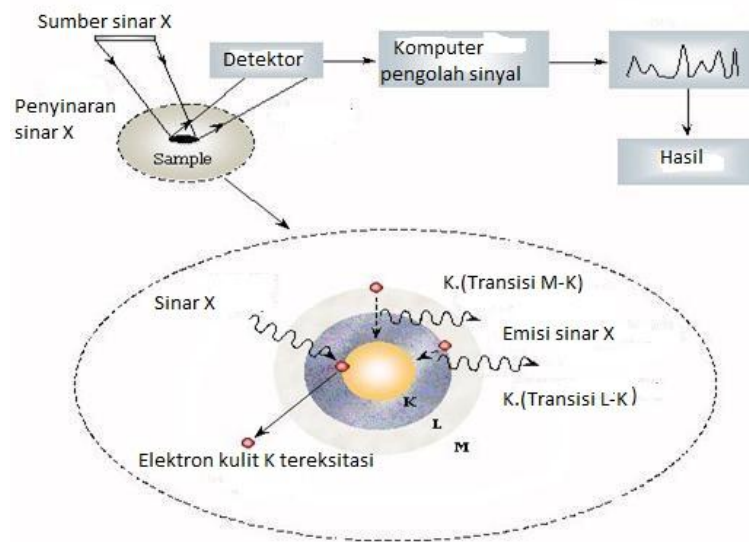 Sumber sinar X
Detektor
Komputer
pengolah sinyal
Penyinaran
sinar X
Sample
Hasil
Sinar X
K.(Transisi M-K)
Emisi sinar X
K.(Transisi L-K)
K
L
M
Elektron kulit K tereksitasi